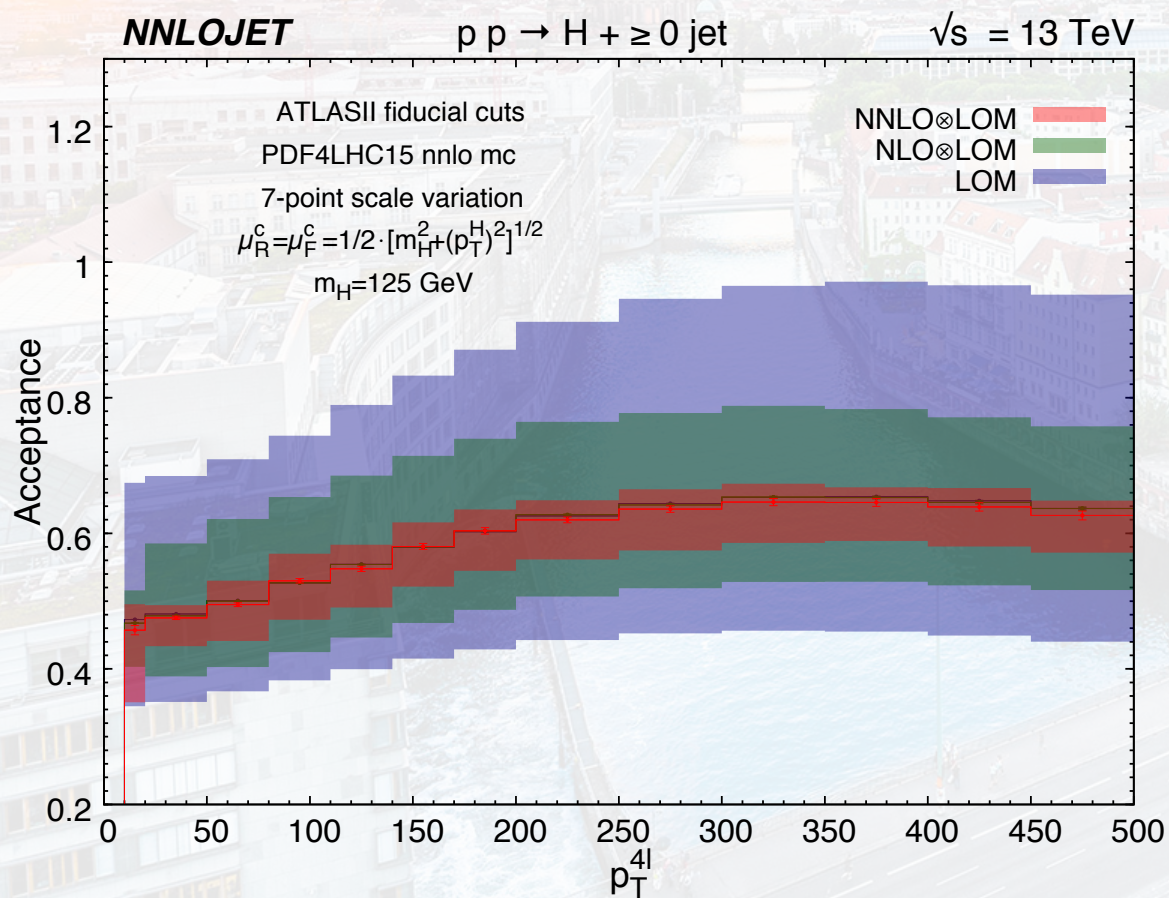 NNLOJET p p → H + ≥ 0 jet √s = 13 TeV
ATLASII fiducial cuts
PDF4LHC15 nnlo mc
7-point scale variation
μ_R^c=μ_F^c=1/2·[m_H^2+(p_T^H)^2]^1/2
m_H=125 GeV
NNLO⊗LOM
NLO⊗LOM
LOM
Acceptance
1.2
1
0.8
0.6
0.4
0.2
0 50 100 150 200 250 300 350 400 450 500
p_T^4l